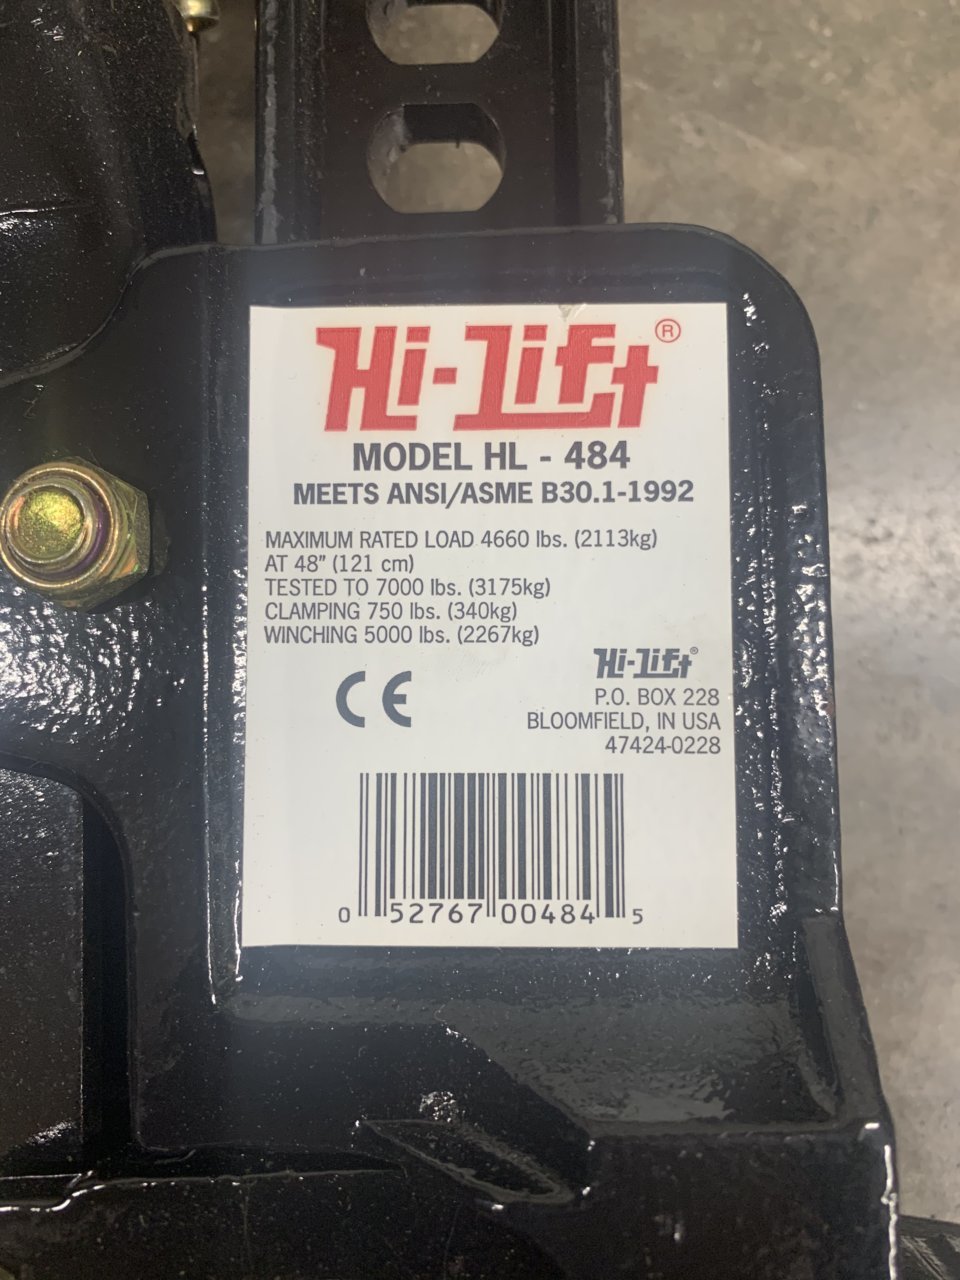 Hi-Lift®
MODEL HL - 484
MEETS ANSI/ASME B30.1-1992
MAXIMUM RATED LOAD 4660 lbs. (2113kg)
AT 48" (121 cm)
TESTED TO 7000 lbs. (3175kg)
CLAMPING 750 lbs. (340kg)
WINCHING 5000 lbs. (2267kg)
CE
Hi-Lift®
P.O. BOX 228
BLOOMFIELD, IN USA
47424-0228
0 52767 00484 5